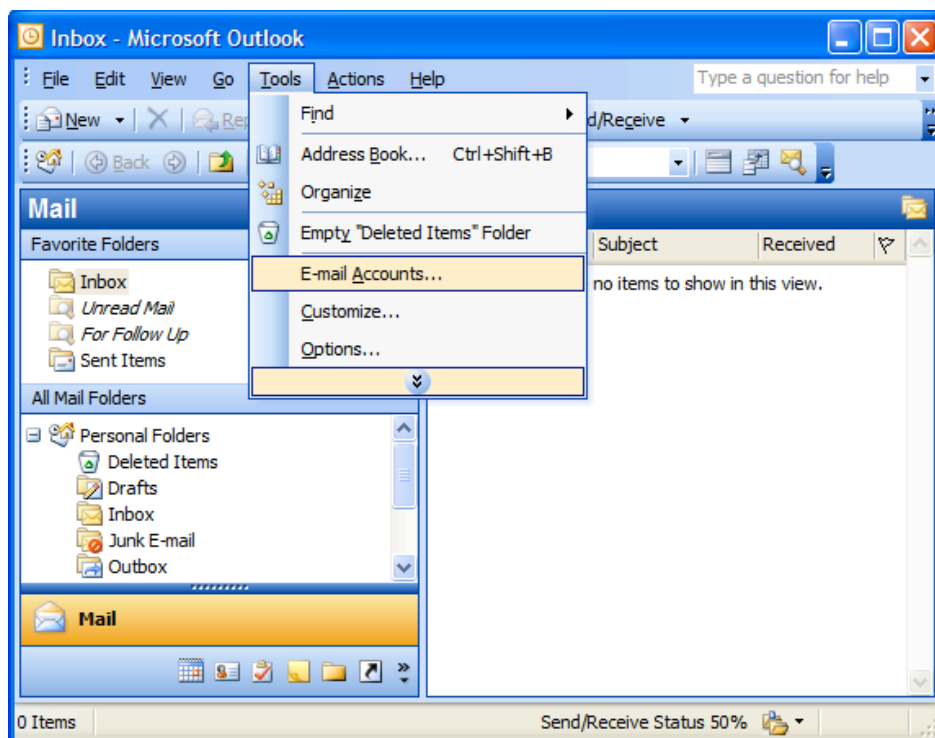 Inbox - Microsoft Outlook
File Edit View Go Tools Actions Help Type a question for help
New d/Receive
Find
Back
Address Book... Ctrl+Shift+B
Organize
Mail
Empty "Deleted Items" Folder
Favorite Folders Subject Received
E-mail Accounts...
Inbox no items to show in this view.
Customize...
Unread Mail
For Follow Up
Options...
Sent Items
All Mail Folders
Personal Folders
Deleted Items
Drafts
Inbox
Junk E-mail
Outbox
Mail
0 Items Send/Receive Status 50%